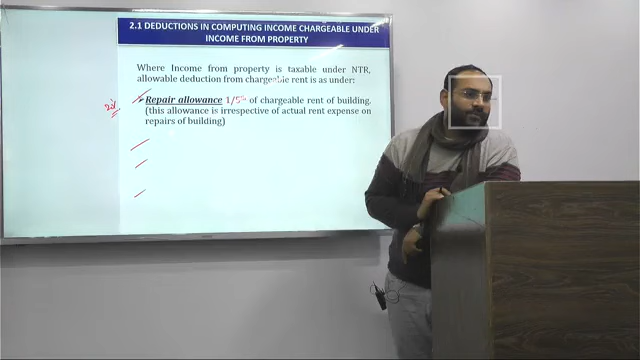 2.1 DEDUCTIONS IN COMPUTING INCOME CHARGEABLE UNDER
INCOME FROM PROPERTY
Where Income from property is taxable under NTR,
allowable deduction from chargeable rent is as under:
Repair allowance 1/5th of chargeable rent of building.
(this allowance is irrespective of actual rent expense on
repairs of building)